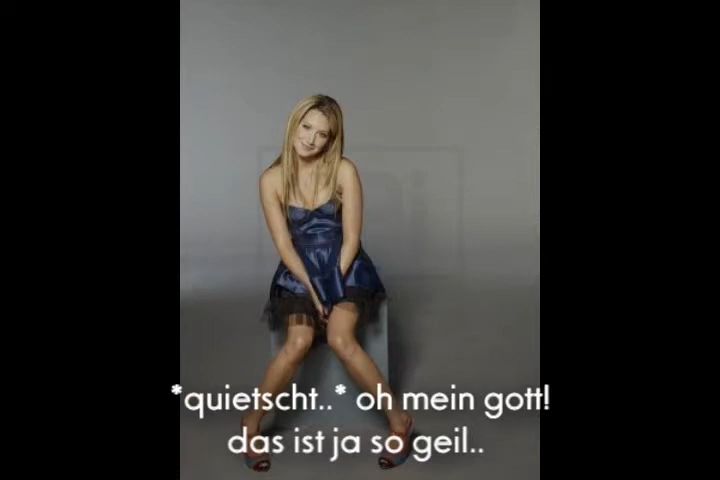 *quietscht..* oh mein gott!
das ist ja so geil..